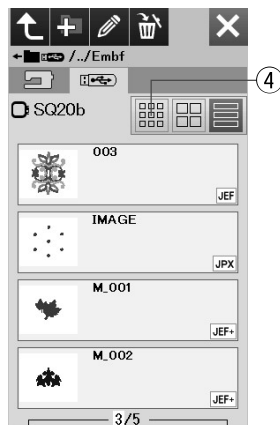 /../Embf
④
SQ20b
003
JEF
IMAGE
JPX
M_001
JEF+
M_002
JEF+
3/5